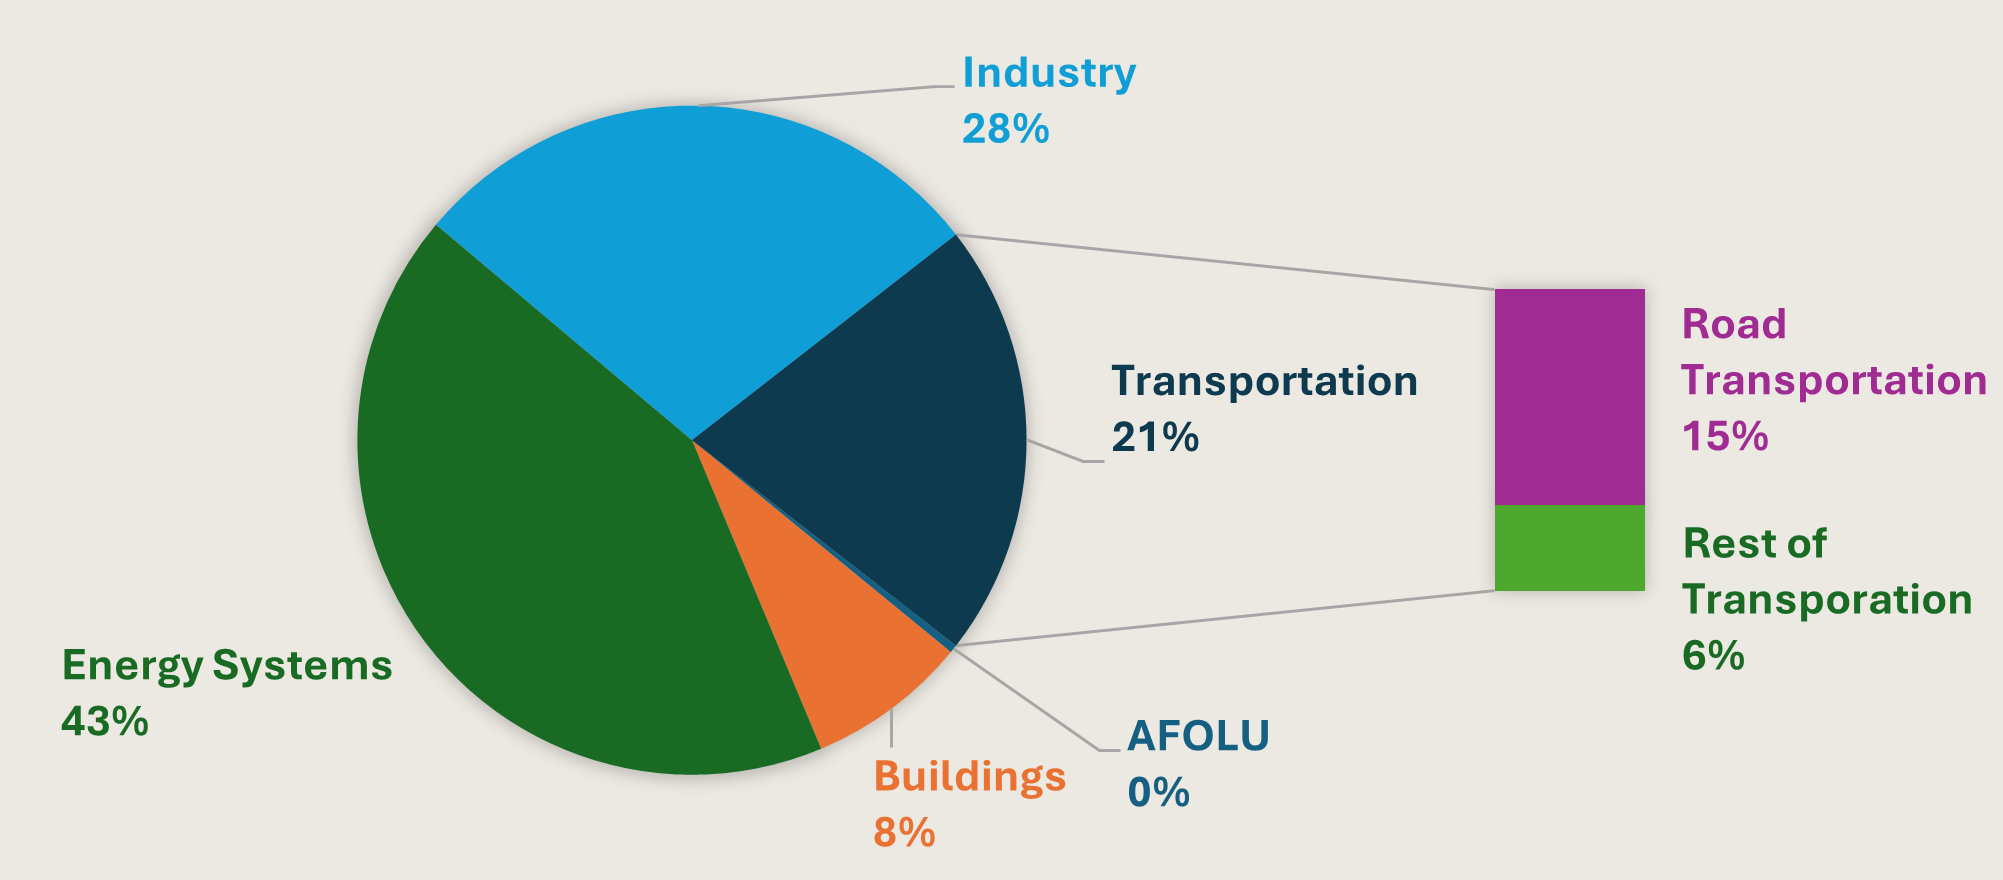 Industry
28%
Transportation
21%
Road
Transportation
15%
Rest of
Transporation
6%
Energy Systems
43%
Buildings
8%
AFOLU
0%